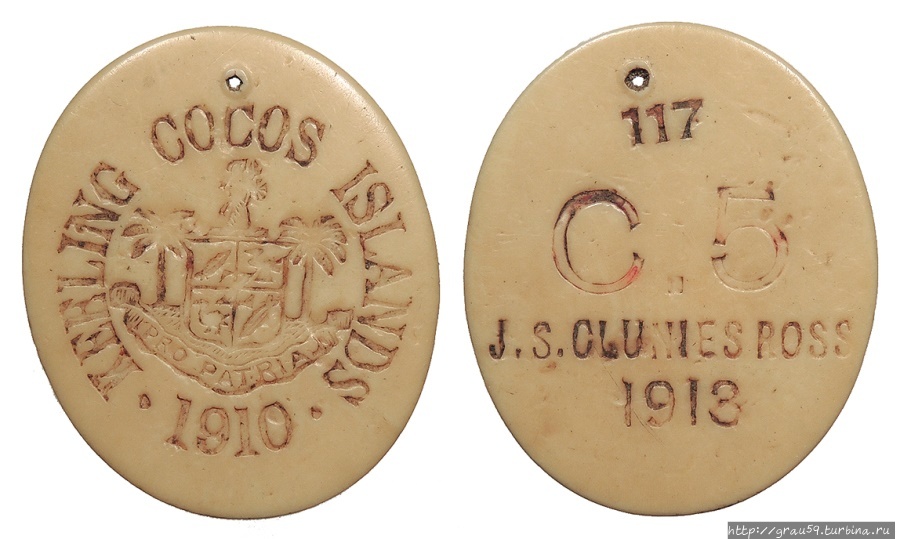 KEELING COCOS ISLANDS
PRO PATRIA
· 1910 ·
117
C.5
J.S.CLUNIES ROSS
1913
http://grau59.turbina.ru